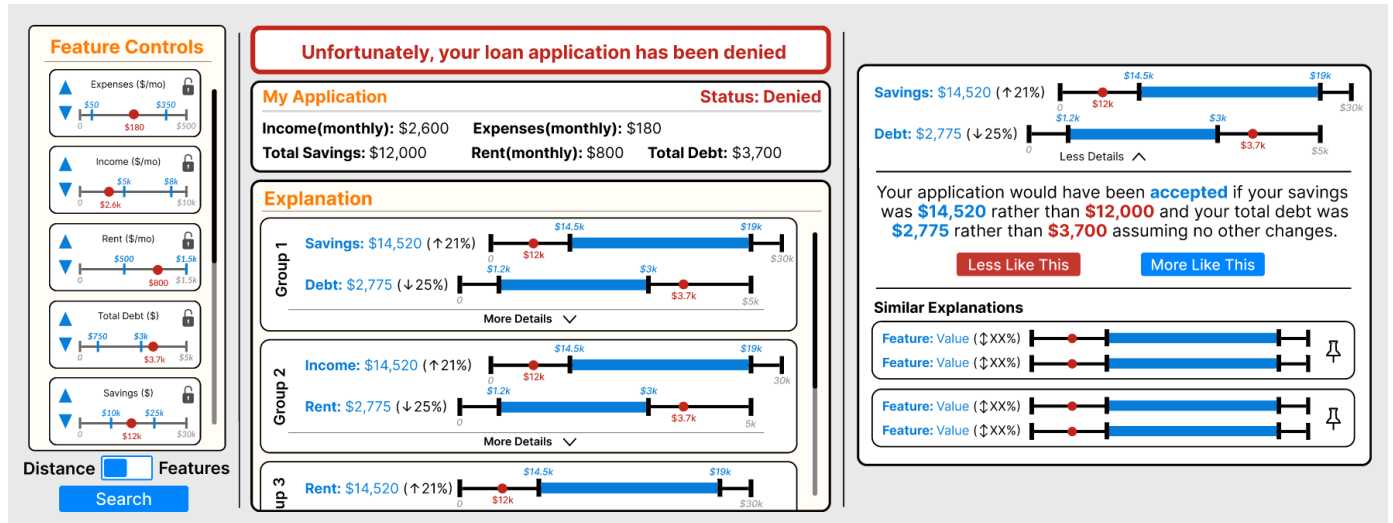 Feature Controls
Expenses ($/mo)
$50 $350
0 $180 $500
Income ($/mo)
$5k $8k
0 $2.6k $10k
Rent ($/mo)
$500 $1.5k
0 $800 $1.5k
Total Debt ($)
$750 $3k
0 $3.7k $5k
Savings ($)
$10k $25k
0 $12k $30k
Distance Features
Search
Unfortunately, your loan application has been denied
My Application Status: Denied
Income(monthly): $2,600 Expenses(monthly): $180
Total Savings: $12,000 Rent(monthly): $800 Total Debt: $3,700
Explanation
Group 1
$14.5k $19k
Savings: $14,520 (↑21%)
0 $12k $30k
$1.2k $3k
Debt: $2,775 (↓25%)
0 $3.7k $5k
More Details
Group 2
$14.5k $19k
Income: $14,520 (↑21%)
0 $12k 30k
$1.2k $3k
Rent: $2,775 (↓25%)
0 $3.7k 5k
More Details
up 3
$14.5k $19k
Rent: $14,520 (↑21%)
0 $12k $30k
$14.5k $19k
Savings: $14,520 (↑21%)
0 $12k $30k
$1.2k $3k
Debt: $2,775 (↓25%)
0 $3.7k $5k
Less Details
Your application would have been accepted if your savings
was $14,520 rather than $12,000 and your total debt was
$2,775 rather than $3,700 assuming no other changes.
Less Like This More Like This
Similar Explanations
Feature: Value (↕XX%)
Feature: Value (↕XX%)
Feature: Value (↕XX%)
Feature: Value (↕XX%)